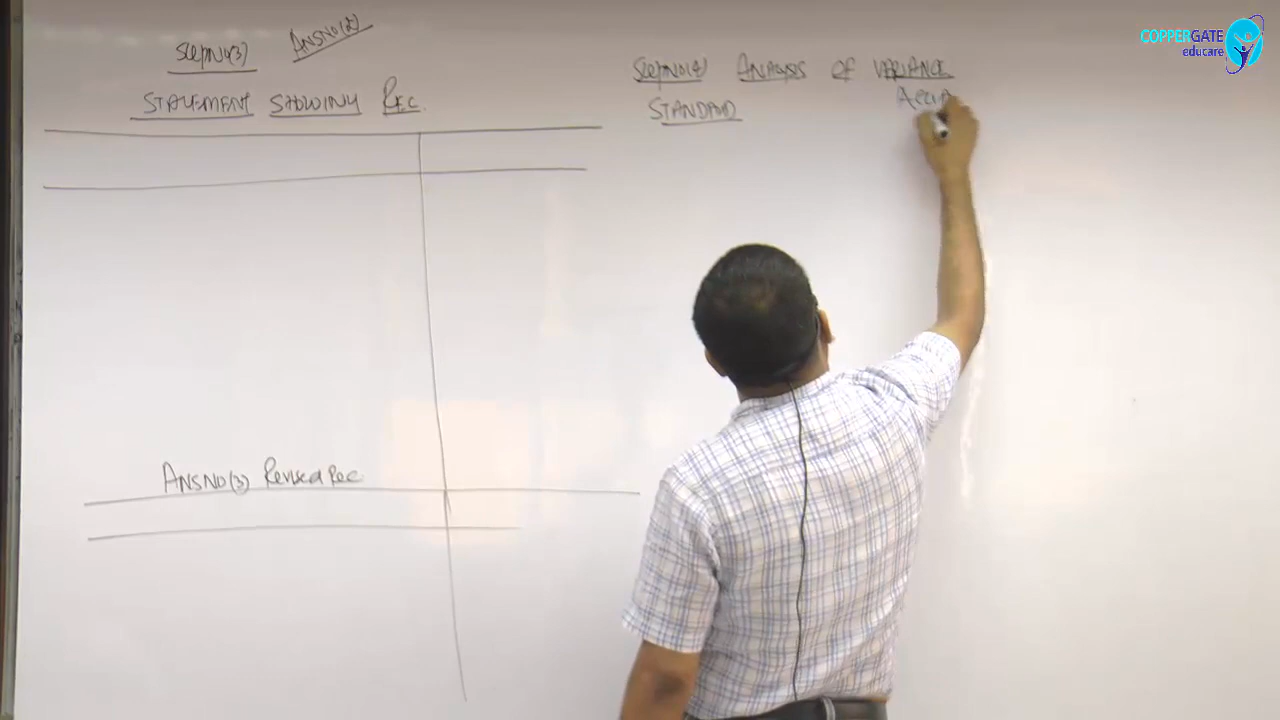 Step No(3) ANS NO(2)
STATEMENT SHOWING REC.
ANS NO(3) Revised Rec
Step No(4) ANALYSIS OF VARIANCE
STANDARD
COPPERGATE
educare